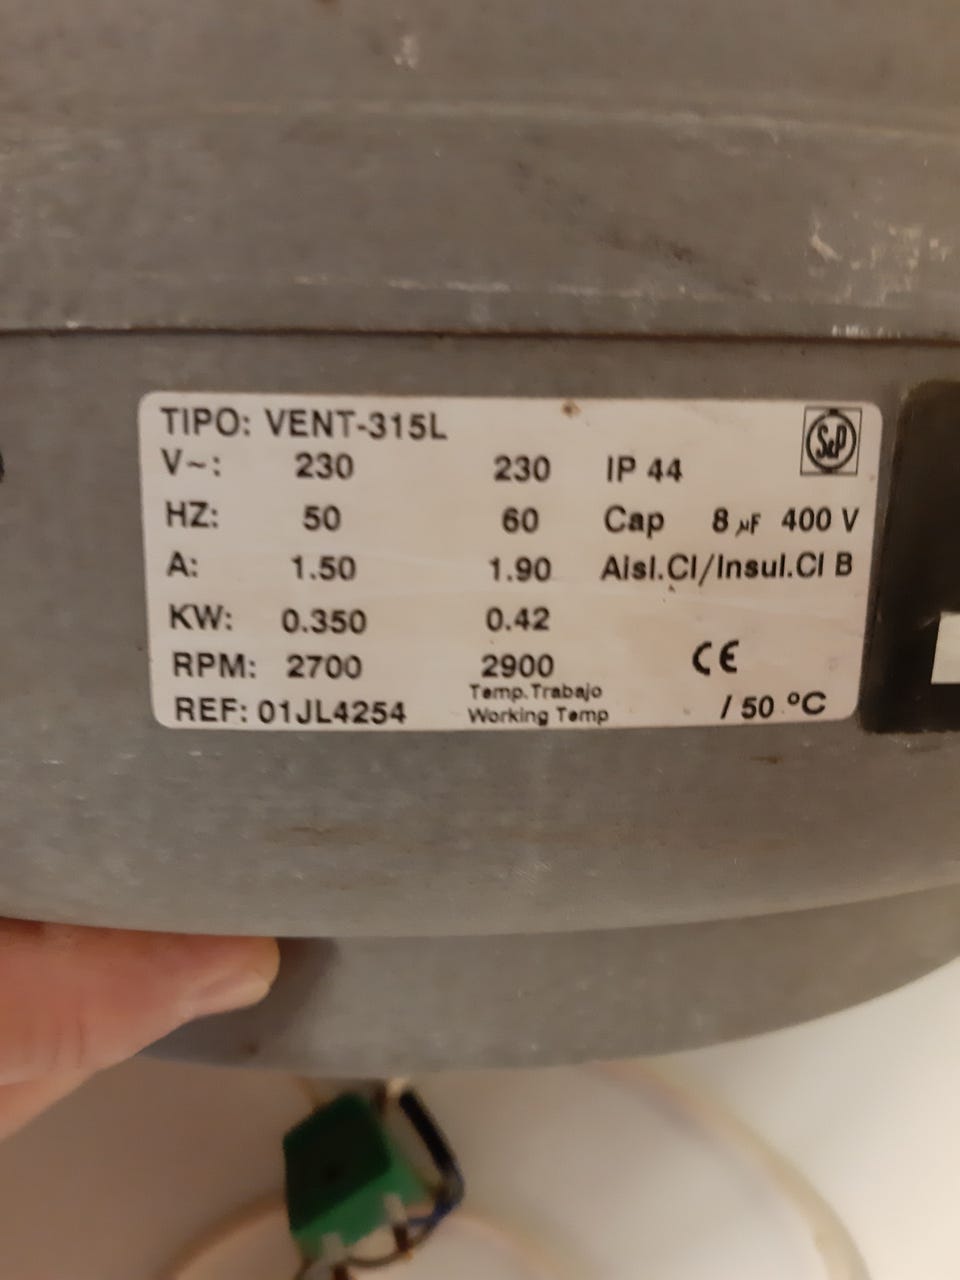 TIPO: VENT-315L
S&P
V~: 230 230 IP 44
HZ: 50 60 Cap 8 µF 400 V
A: 1.50 1.90 Aisl.Cl/Insul.Cl B
KW: 0.350 0.42
RPM: 2700 2900 CE
Temp.Trabajo
REF: 01JL4254 Working Temp / 50 ºC